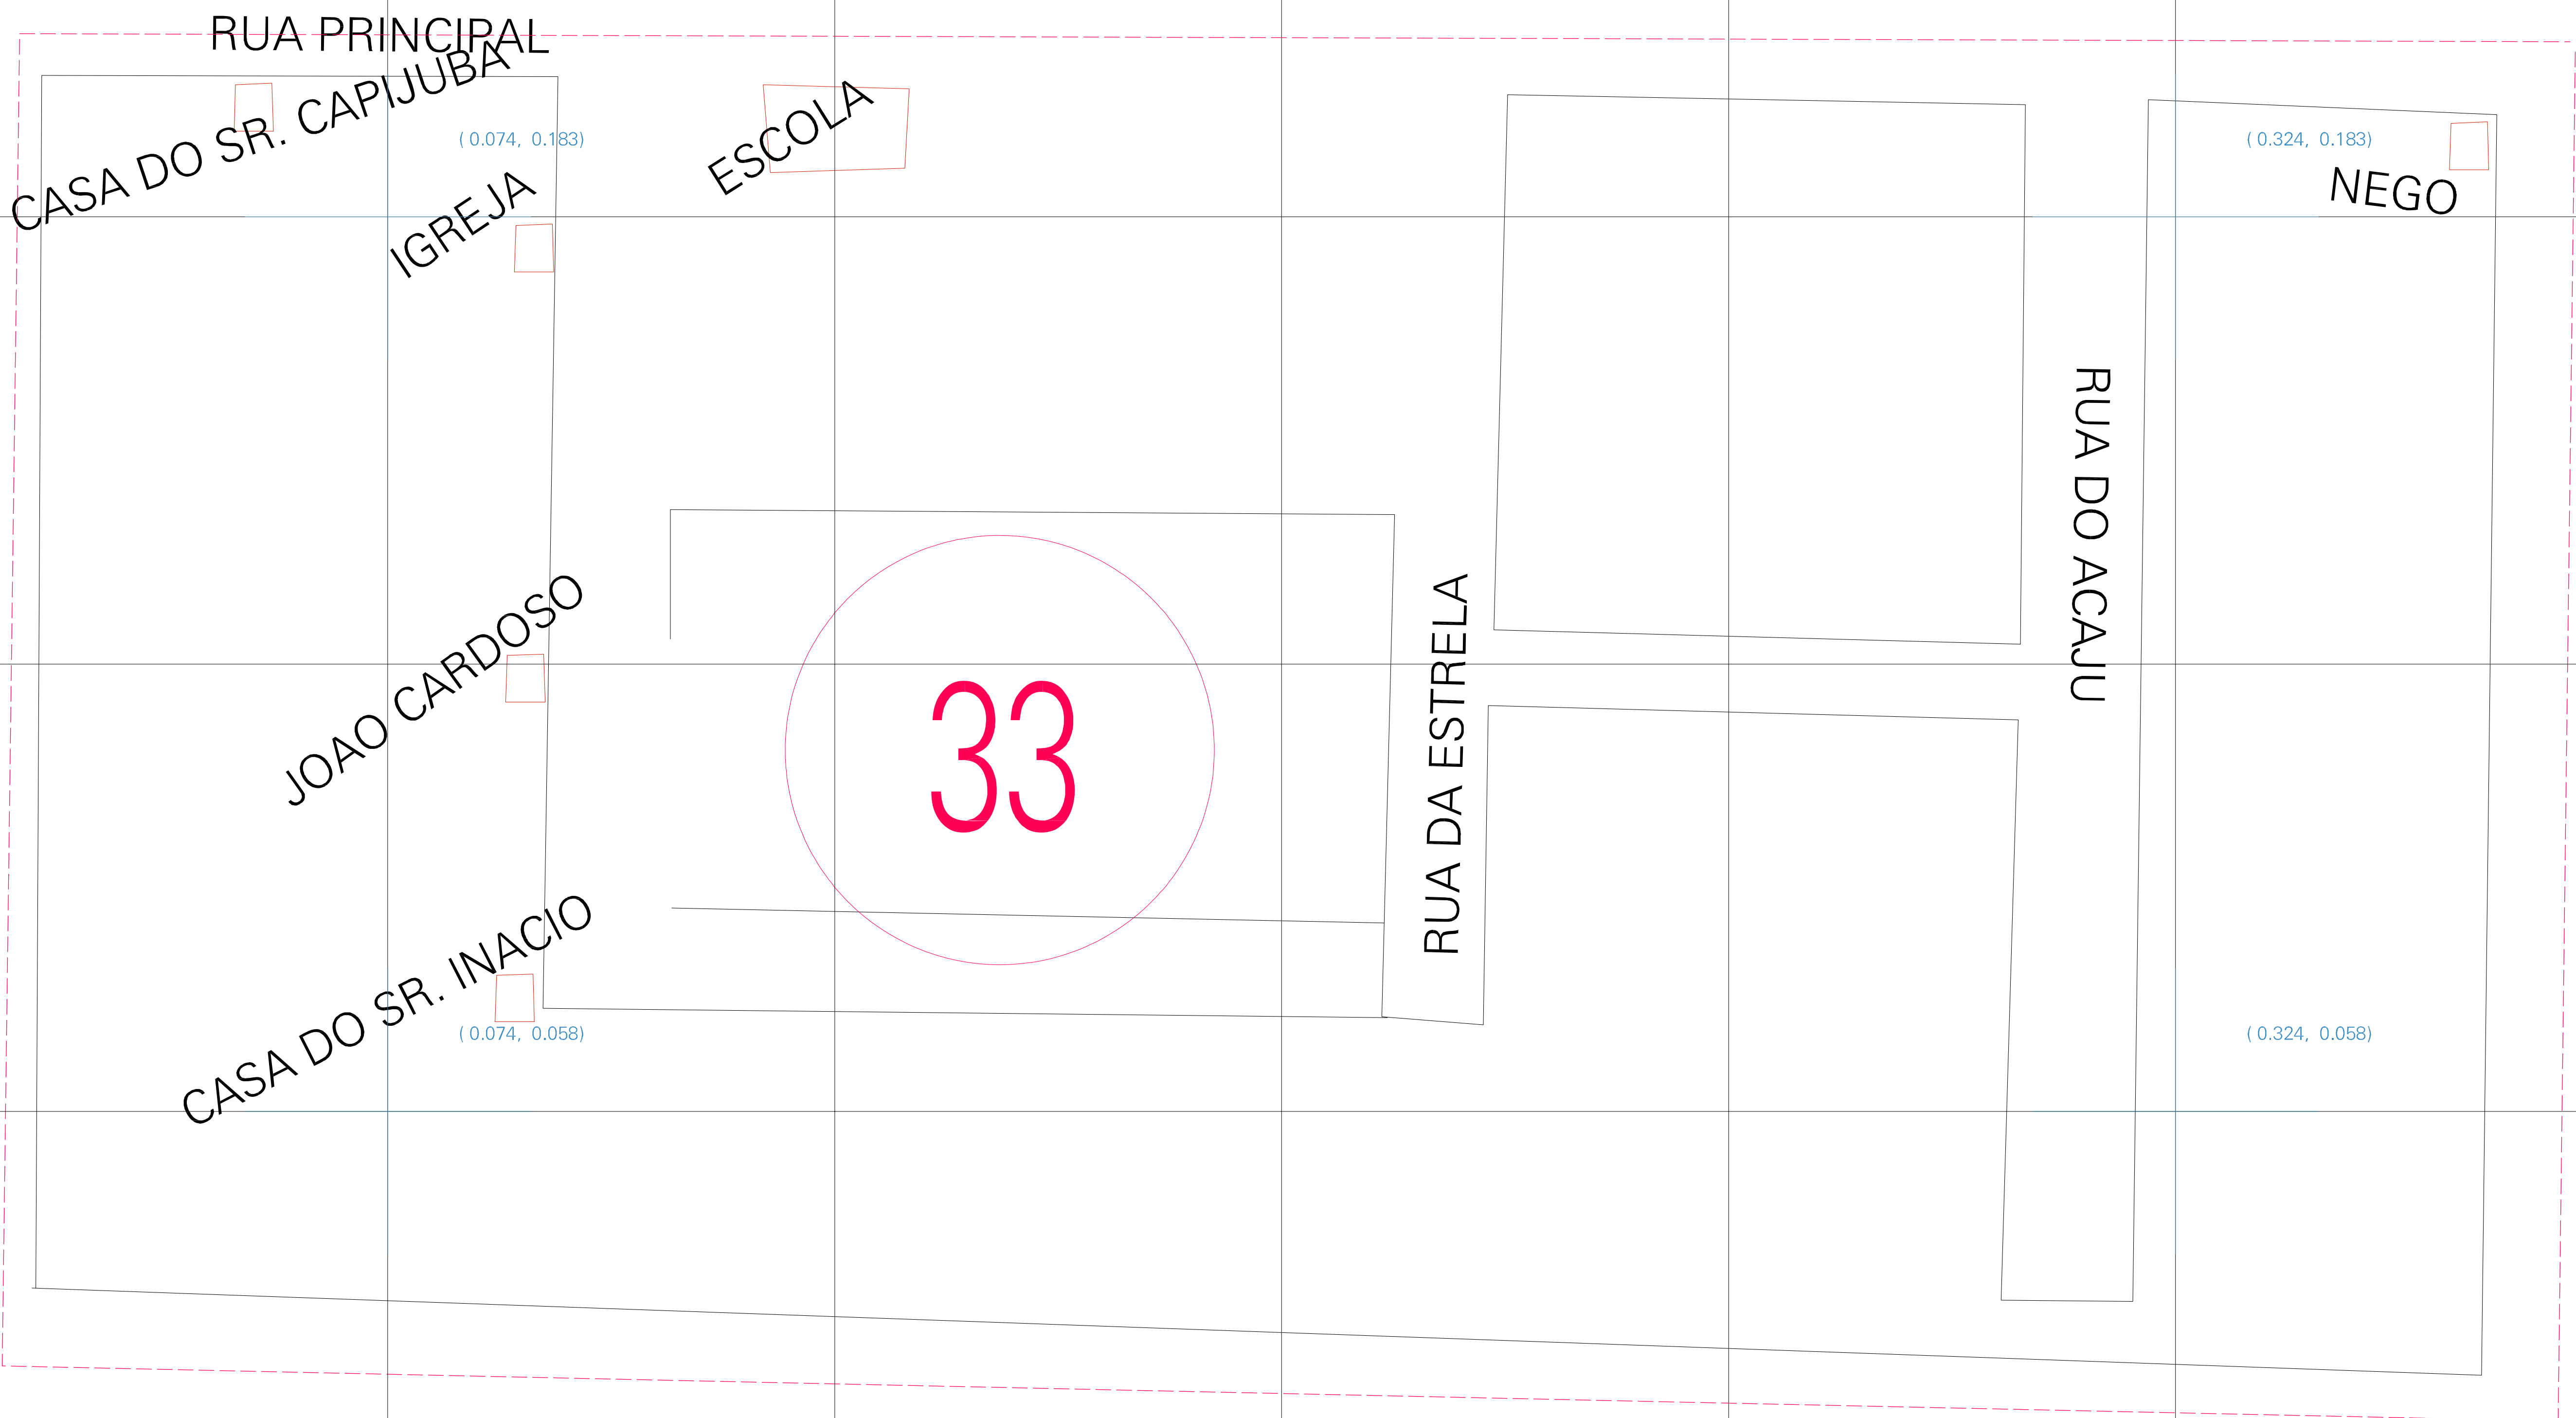 RUA PRINCIPAL
CASA DO SR. CAPIJUBA
ESCOLA
( 0.074, 0.183)
( 0.324, 0.183)
NEGO
IGREJA
RUA DO ACAJU
JOAO CARDOSO
RUA DA ESTRELA
33
CASA DO SR. INACIO
( 0.074, 0.058)
( 0.324, 0.058)